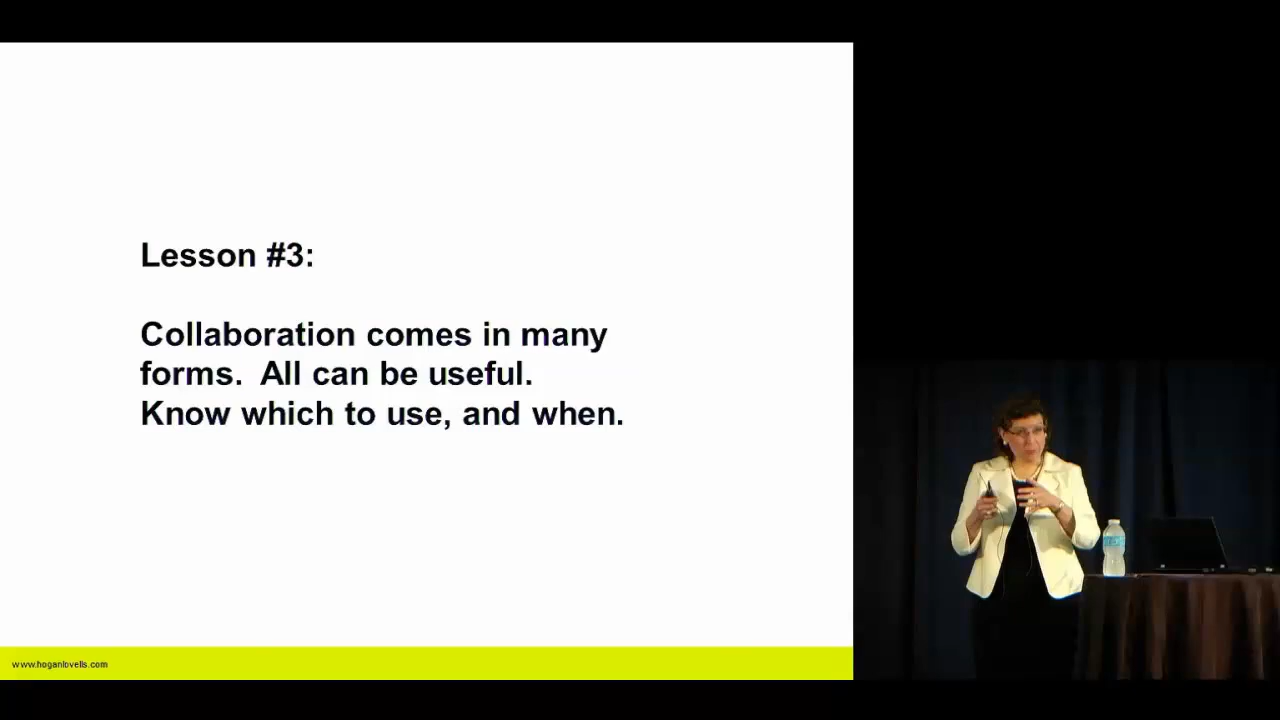 Lesson #3:
Collaboration comes in many
forms.  All can be useful.
Know which to use, and when.
www.hoganlovells.com